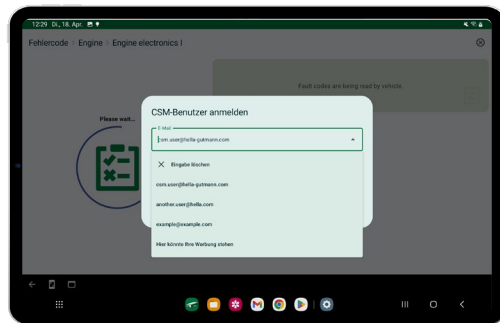 12:29 Di., 18. Apr.
Fehlercode > Engine > Engine electronics I
Fault codes are being read by vehicle.
Please wait...
CSM-Benutzer anmelden
E-Mail
csm.user@hella-gutmann.com
Eingabe löschen
csm.user@hella-gutmann.com
another.user@hella.com
example@example.com
Hier könnte Ihre Werbung stehen